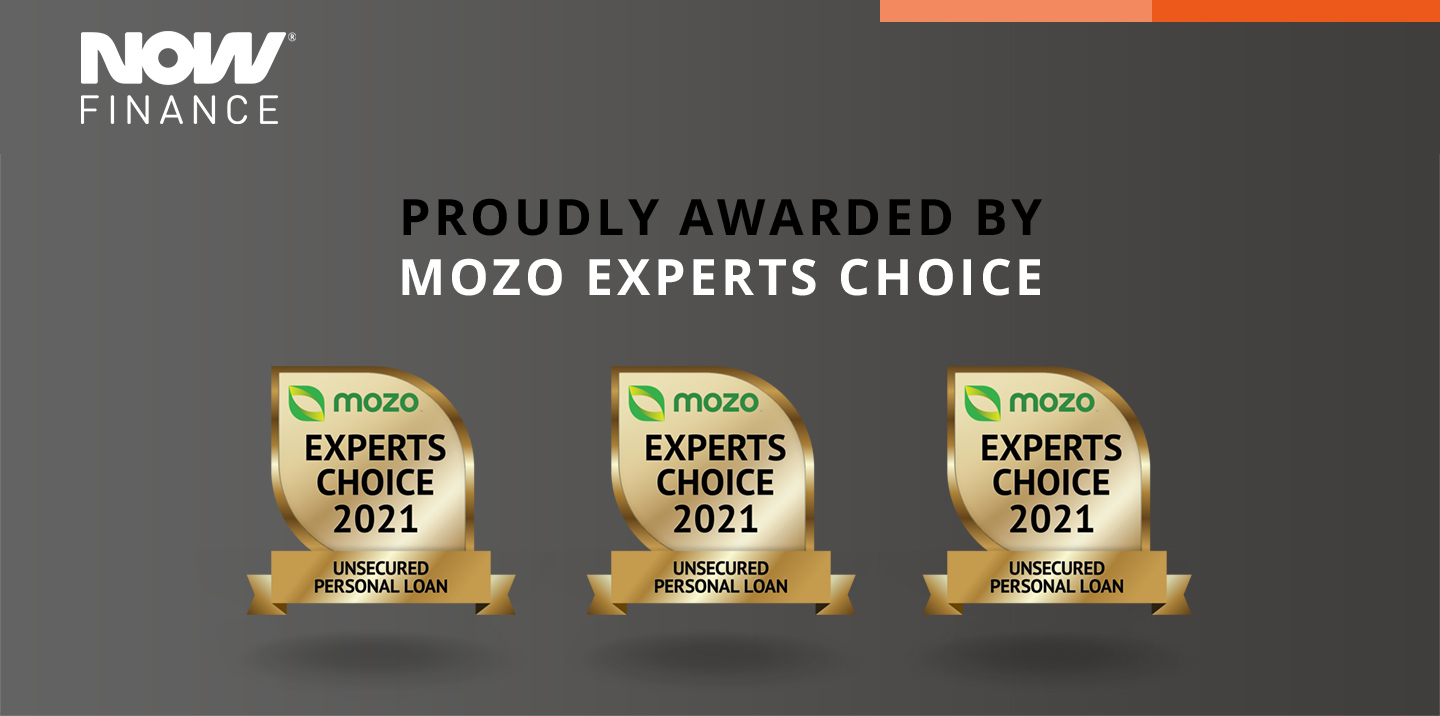 NOW®
FINANCE
PROUDLY AWARDED BY
MOZO EXPERTS CHOICE
mozo
EXPERTS
CHOICE
2021
UNSECURED
PERSONAL LOAN
mozo
EXPERTS
CHOICE
2021
UNSECURED
PERSONAL LOAN
mozo
EXPERTS
CHOICE
2021
UNSECURED
PERSONAL LOAN